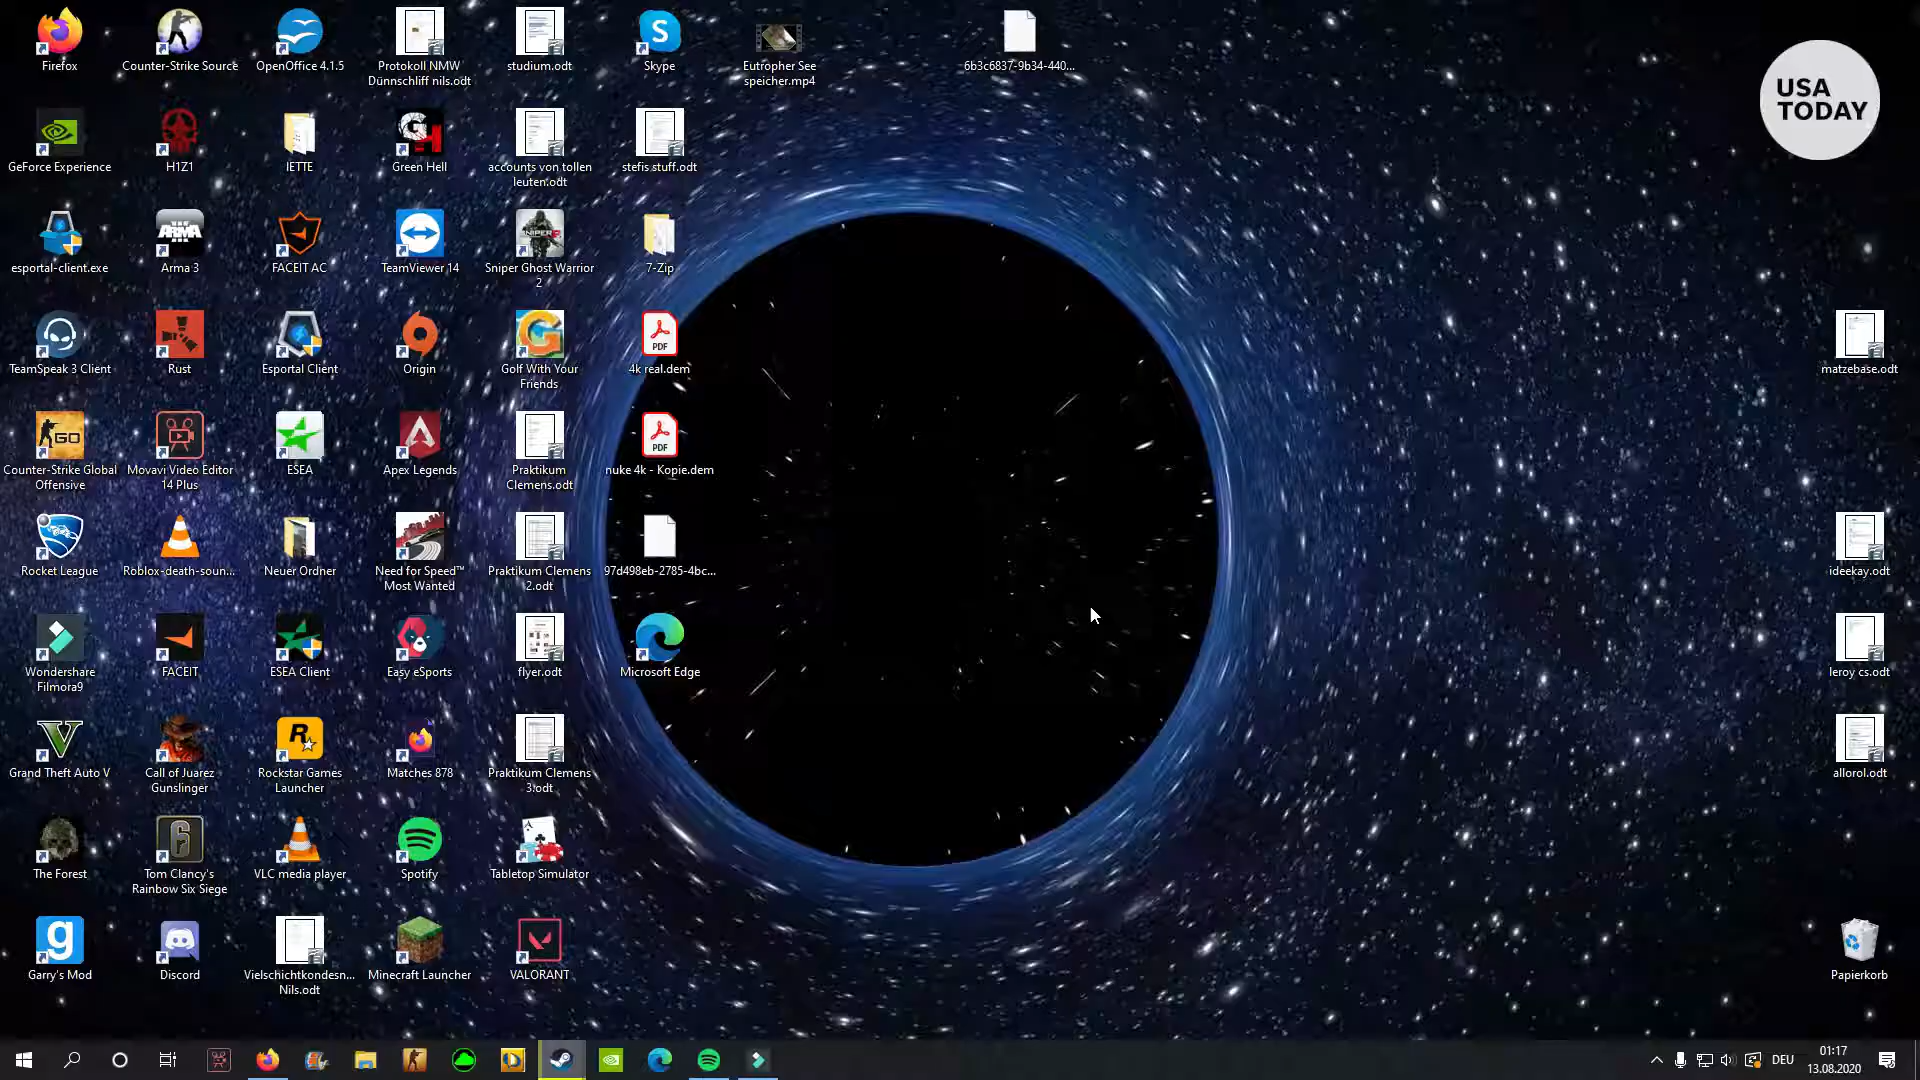 Firefox
Counter-Strike Source
OpenOffice 4.1.5
Protokoll NMW
Dünnschliff nils.odt
studium.odt
Skype
Eutropher See
speicher.mp4
6b3c6837-9b34-440...
USA
TODAY
GeForce Experience
H1Z1
IETTE
Green Hell
accounts von tollen
leuten.odt
stefis stuff.odt
esportal-client.exe
Arma 3
FACEIT AC
TeamViewer 14
Sniper Ghost Warrior
2
7-Zip
TeamSpeak 3 Client
Rust
Esportal Client
Origin
Golf With Your
Friends
PDF
4k real.dem
matzebase.odt
Counter-Strike Global
Offensive
Movavi Video Editor
14 Plus
ESEA
Apex Legends
Praktikum
Clemens.odt
PDF
nuke 4k - Kopie.dem
Rocket League
Roblox-death-soun...
Neuer Ordner
Need for Speed™
Most Wanted
Praktikum Clemens
2.odt
97d498eb-2785-4bc...
ideekay.odt
Wondershare
Filmora9
FACEIT
ESEA Client
Easy eSports
flyer.odt
Microsoft Edge
leroy cs.odt
Grand Theft Auto V
Call of Juarez
Gunslinger
Rockstar Games
Launcher
Matches 878
Praktikum Clemens
3.odt
allorol.odt
The Forest
Tom Clancy's
Rainbow Six Siege
VLC media player
Spotify
Tabletop Simulator
Garry's Mod
Discord
Vielschichtkondesn...
Nils.odt
Minecraft Launcher
VALORANT
Papierkorb
DEU
01:17
13.08.2020